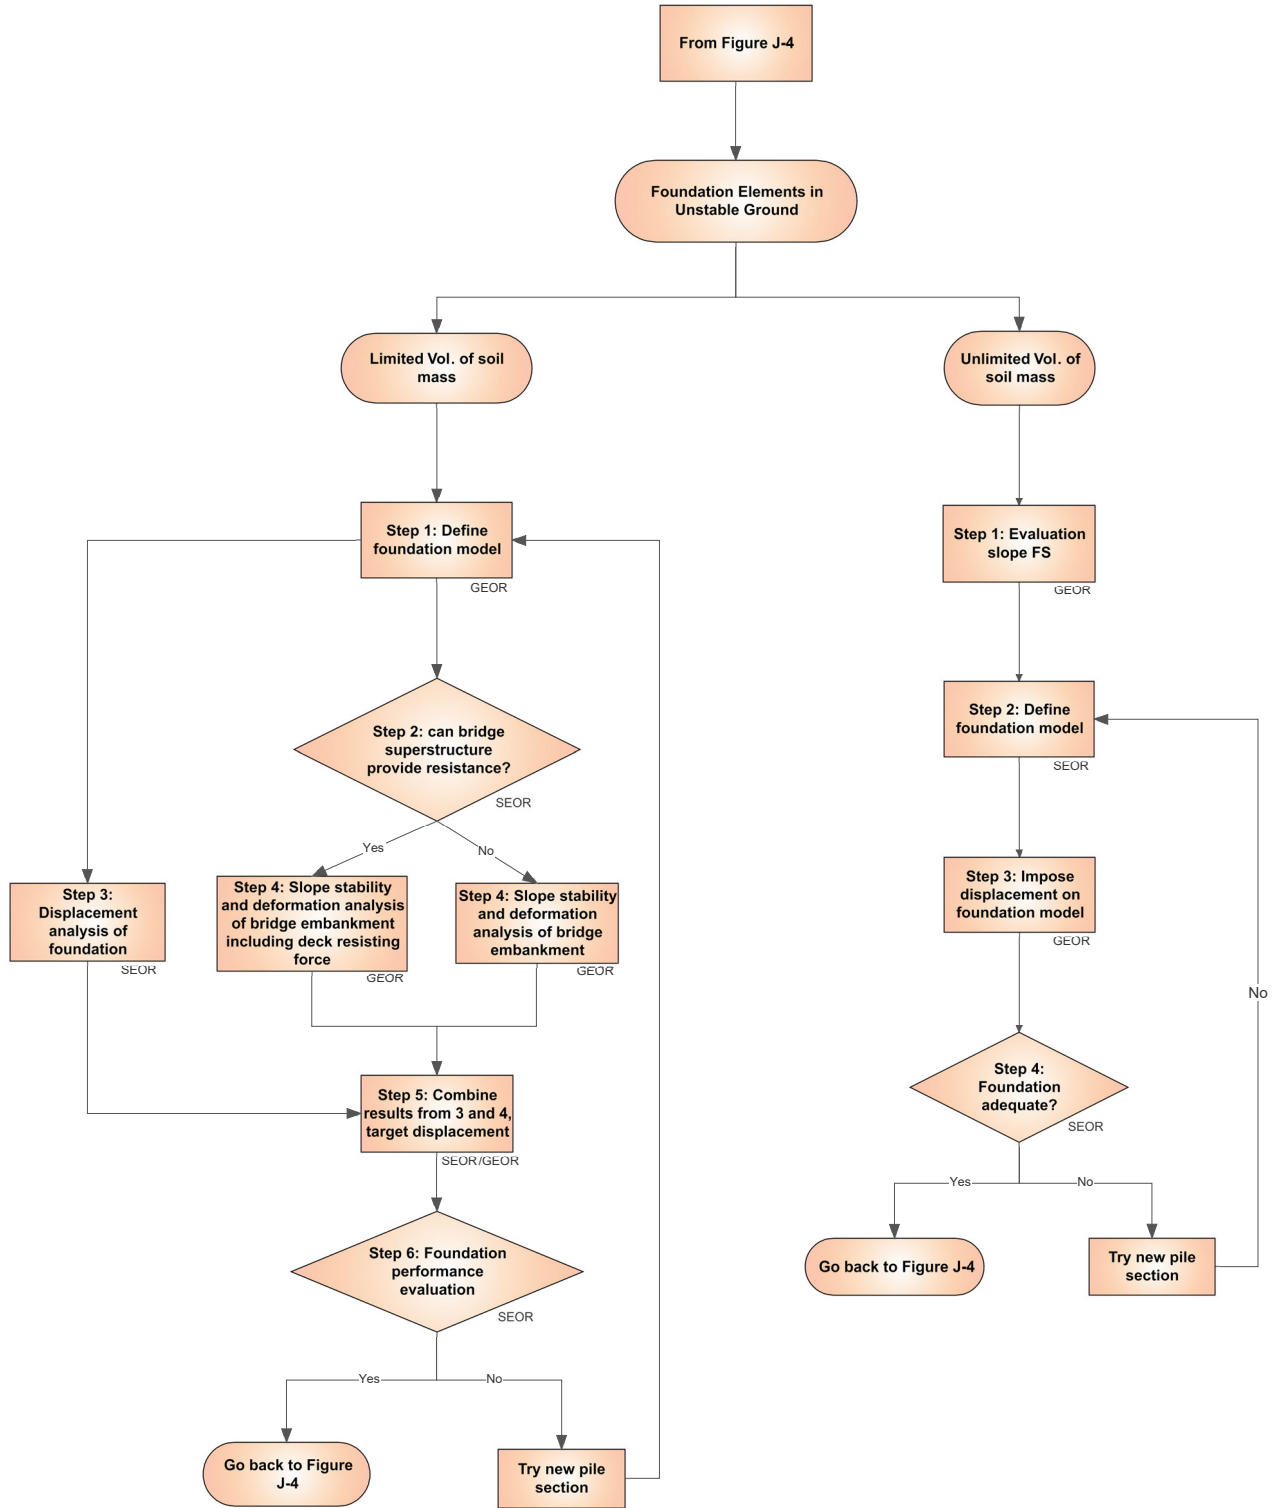 From Figure J-4
Foundation Elements in
Unstable Ground
Limited Vol. of soil
mass
Unlimited Vol. of
soil mass
Step 1: Define
foundation model
GEOR
Step 1: Evaluation
slope FS
GEOR
Step 2: can bridge
superstructure
provide resistance?
SEOR
Step 2: Define
foundation model
SEOR
Yes
No
Step 3:
Displacement
analysis of
foundation
SEOR
Step 4: Slope stability
and deformation analysis
of bridge embankment
including deck resisting
force
GEOR
Step 4: Slope stability
and deformation
analysis of bridge
embankment
GEOR
Step 3: Impose
displacement on
foundation model
GEOR
No
Step 5: Combine
results from 3 and 4,
target displacement
SEOR/GEOR
Step 4:
Foundation
adequate?
SEOR
Yes
No
Step 6: Foundation
performance
evaluation
SEOR
Go back to Figure J-4
Try new pile
section
Yes
No
Go back to Figure
J-4
Try new pile
section